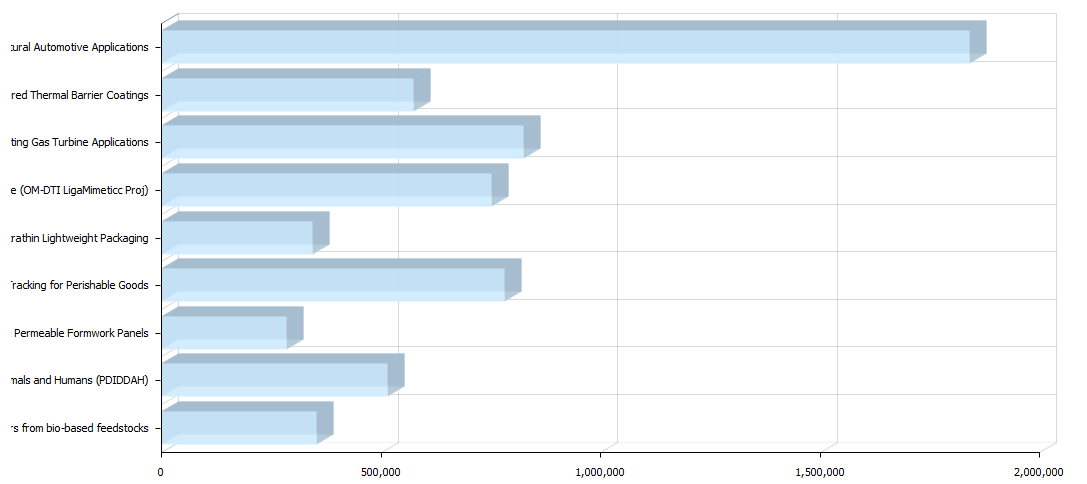 tural Automotive Applications
red Thermal Barrier Coatings
ting Gas Turbine Applications
e (OM-DTI LigaMimeticc Proj)
rathin Lightweight Packaging
Tracking for Perishable Goods
Permeable Formwork Panels
mals and Humans (PDIDDAH)
rs from bio-based feedstocks
0 500,000 1,000,000 1,500,000 2,000,000